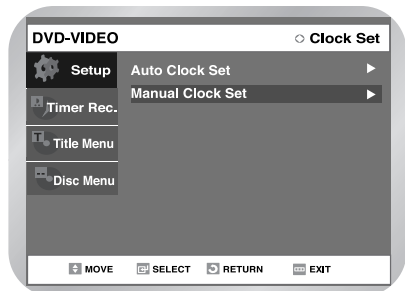 DVD-VIDEO Clock Set
Setup
Auto Clock Set
Manual Clock Set
Timer Rec.
Title Menu
Disc Menu
MOVE SELECT RETURN EXIT